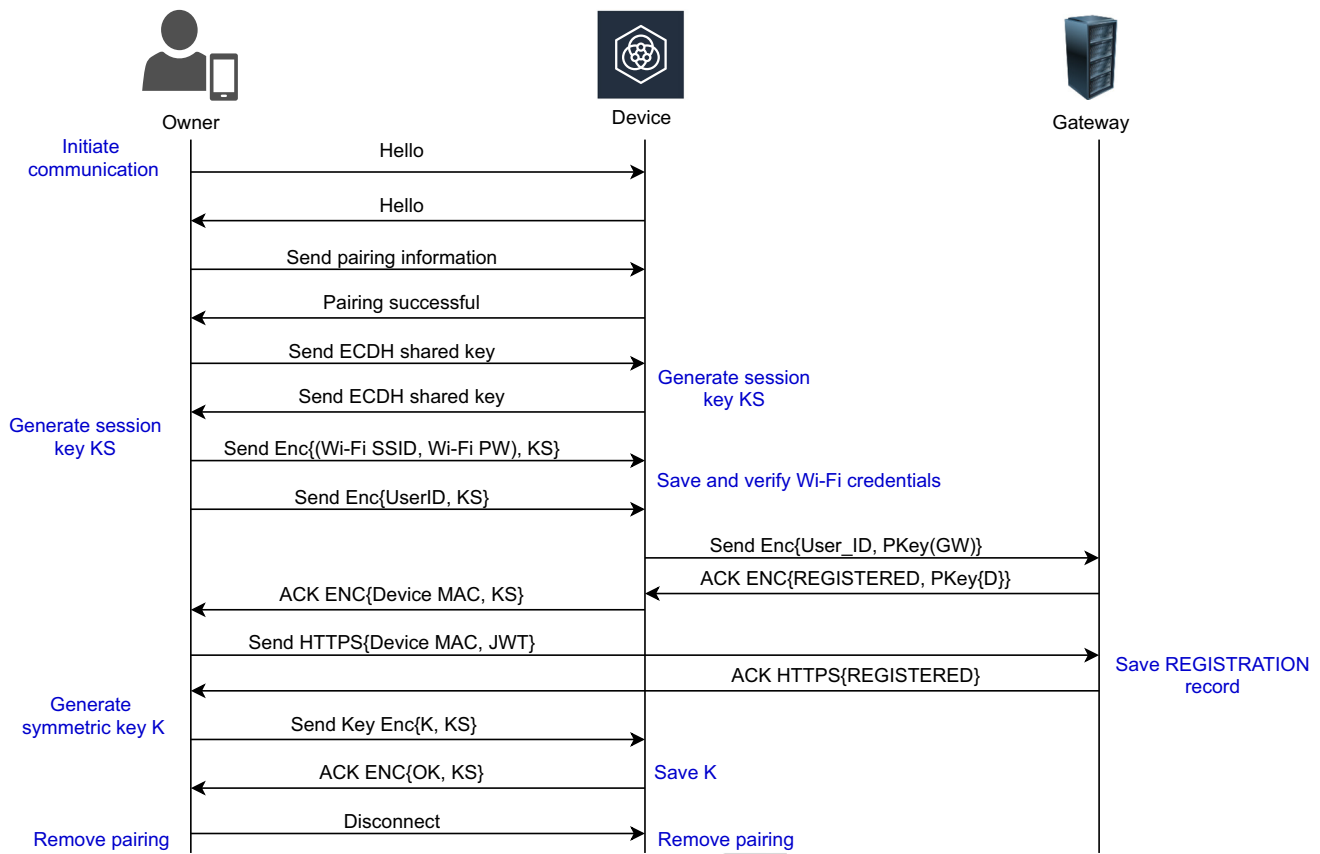 Owner
Device
Gateway
Initiate
communication
Hello
Hello
Send pairing information
Pairing successful
Send ECDH shared key
Generate session
key KS
Send ECDH shared key
Generate session
key KS
Send Enc{(Wi-Fi SSID, Wi-Fi PW), KS}
Save and verify Wi-Fi credentials
Send Enc{UserID, KS}
Send Enc{User_ID, PKey(GW)}
ACK ENC{REGISTERED, PKey{D}}
ACK ENC{Device MAC, KS}
Send HTTPS{Device MAC, JWT}
Save REGISTRATION
record
ACK HTTPS{REGISTERED}
Generate
symmetric key K
Send Key Enc{K, KS}
ACK ENC{OK, KS}
Save K
Disconnect
Remove pairing
Remove pairing